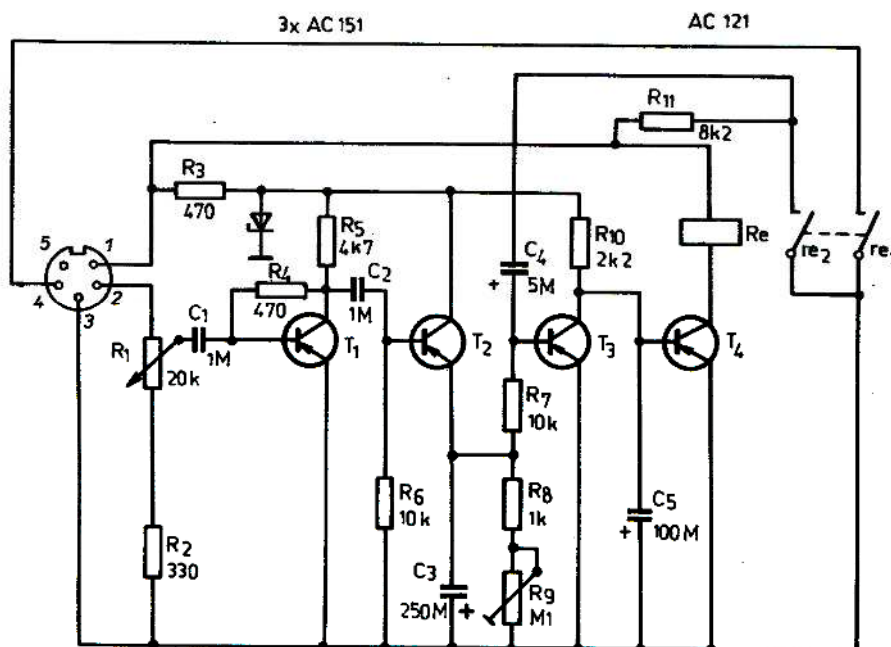 3x AC 151
AC 121
R11
8k2
R3
470
R5
4k7
R10
2k2
Re
re2
5
1
4
2
3
R4
470
C2
1M
C4
+ 5M
C1
1M
R1
20k
T1
T2
T3
T4
R7
10k
R6
10k
R8
1k
C5
+ 100M
R2
330
C3
250M +
R9
M1